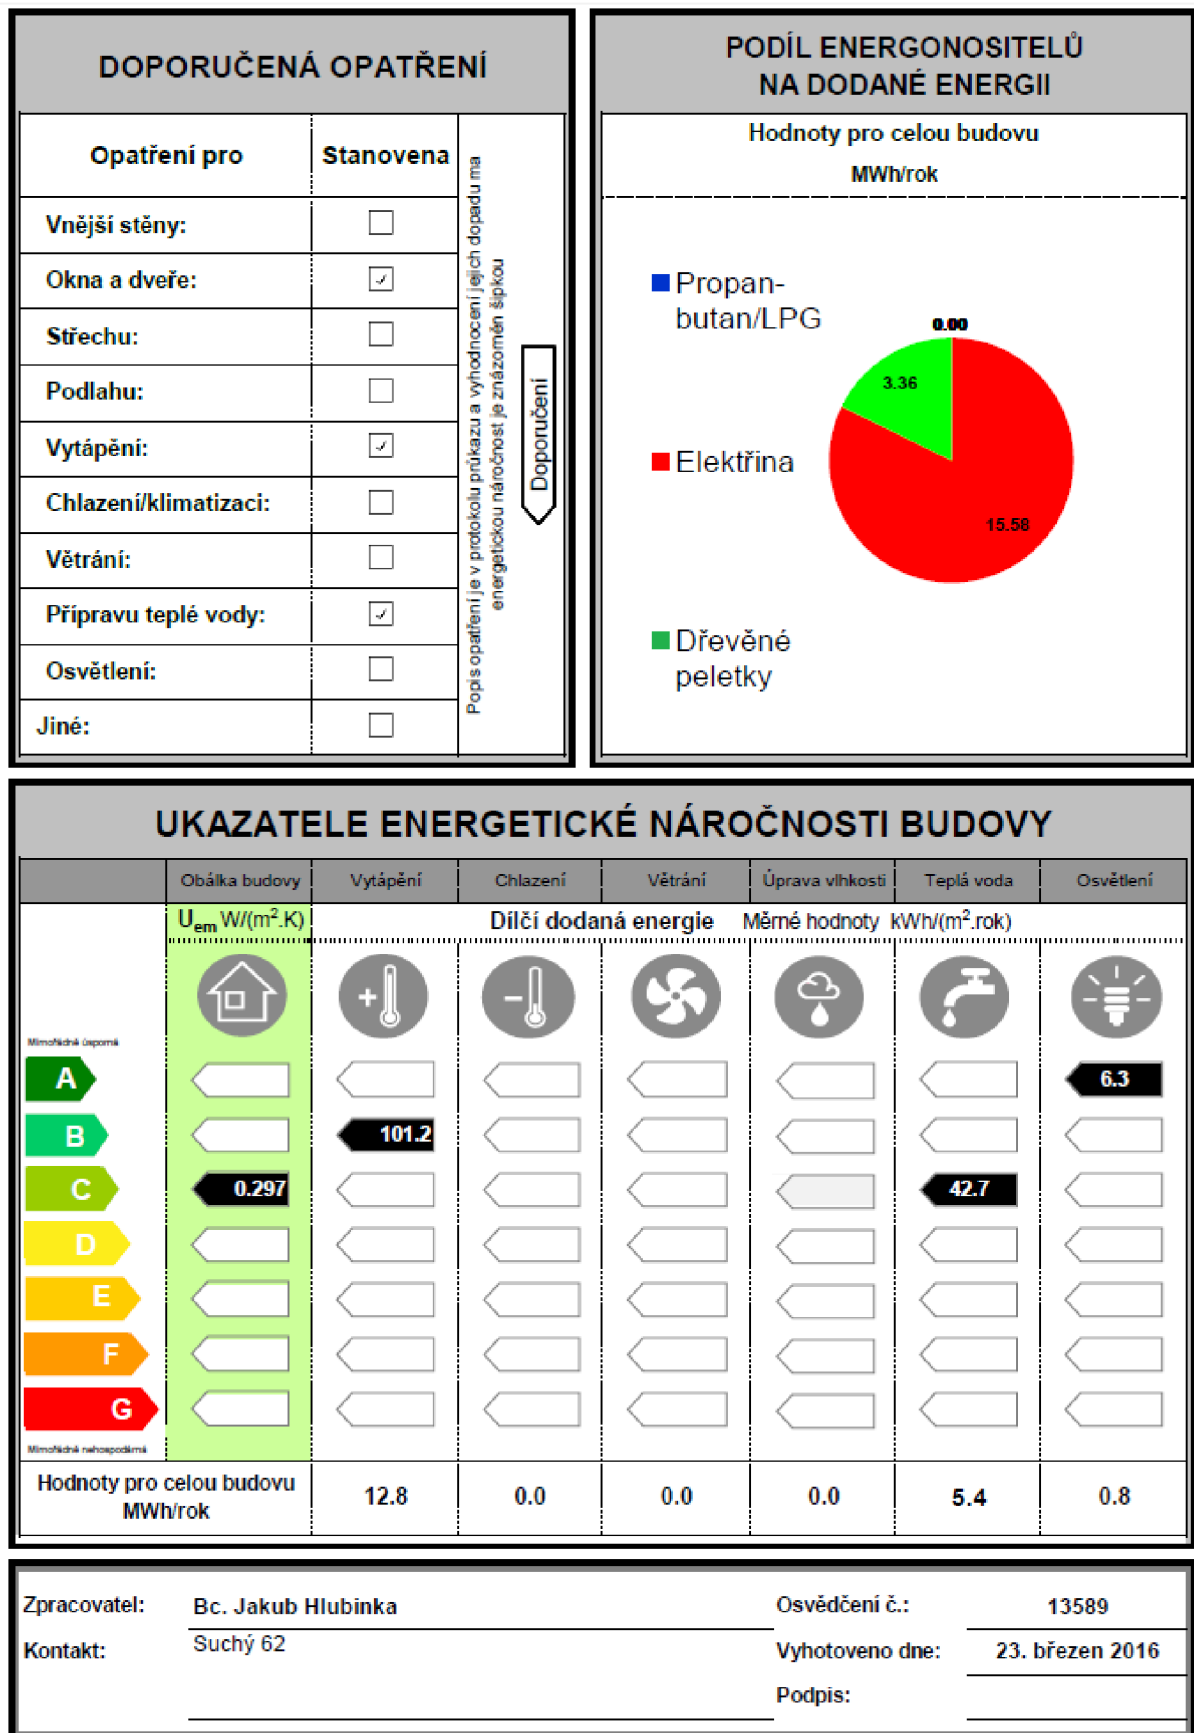 DOPORUČENÁ OPATŘENÍ
Opatření pro
Stanovena
Vnější stěny:
Okna a dveře:
Střechu:
Podlahu:
Vytápění:
Chlazení/klimatizaci:
Větrání:
Přípravu teplé vody:
Osvětlení:
Jiné:
Popis opatření je v protokolu průkazu a vyhodnocení jejich dopadu na
energetickou náročnost je znázorněn šipkou
Doporučení
PODÍL ENERGONOSITELŮ
NA DODANÉ ENERGII
Hodnoty pro celou budovu
MWh/rok
Propan-
butan/LPG
Elektřina
Dřevěné
peletky
0.00
3.36
15.58
UKAZATELE ENERGETICKÉ NÁROČNOSTI BUDOVY
Obálka budovy Vytápění Chlazení Větrání Úprava vlhkosti Teplá voda Osvětlení
Uem W/(m².K) Dílčí dodaná energie Měrné hodnoty kWh/(m².rok)
Mimořádně úsporná
A 6.3
B 101.2
C 0.297 42.7
D
E
F
G
Mimořádně nehospodárná
Hodnoty pro celou budovu
MWh/rok
12.8 0.0 0.0 0.0 5.4 0.8
Zpracovatel: Bc. Jakub Hlubinka Osvědčení č.: 13589
Kontakt: Suchý 62 Vyhotoveno dne: 23. březen 2016
Podpis: